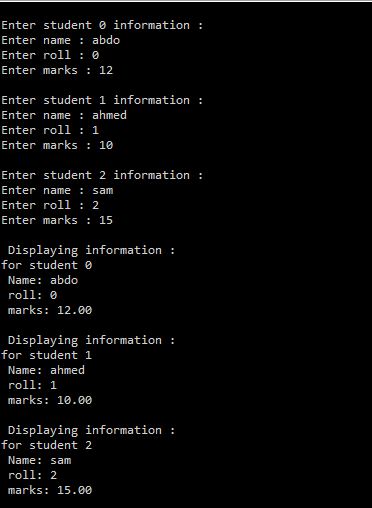 Enter student 0 information :
Enter name : abdo
Enter roll : 0
Enter marks : 12
Enter student 1 information :
Enter name : ahmed
Enter roll : 1
Enter marks : 10
Enter student 2 information :
Enter name : sam
Enter roll : 2
Enter marks : 15
Displaying information :
for student 0
Name: abdo
roll: 0
marks: 12.00
Displaying information :
for student 1
Name: ahmed
roll: 1
marks: 10.00
Displaying information :
for student 2
Name: sam
roll: 2
marks: 15.00